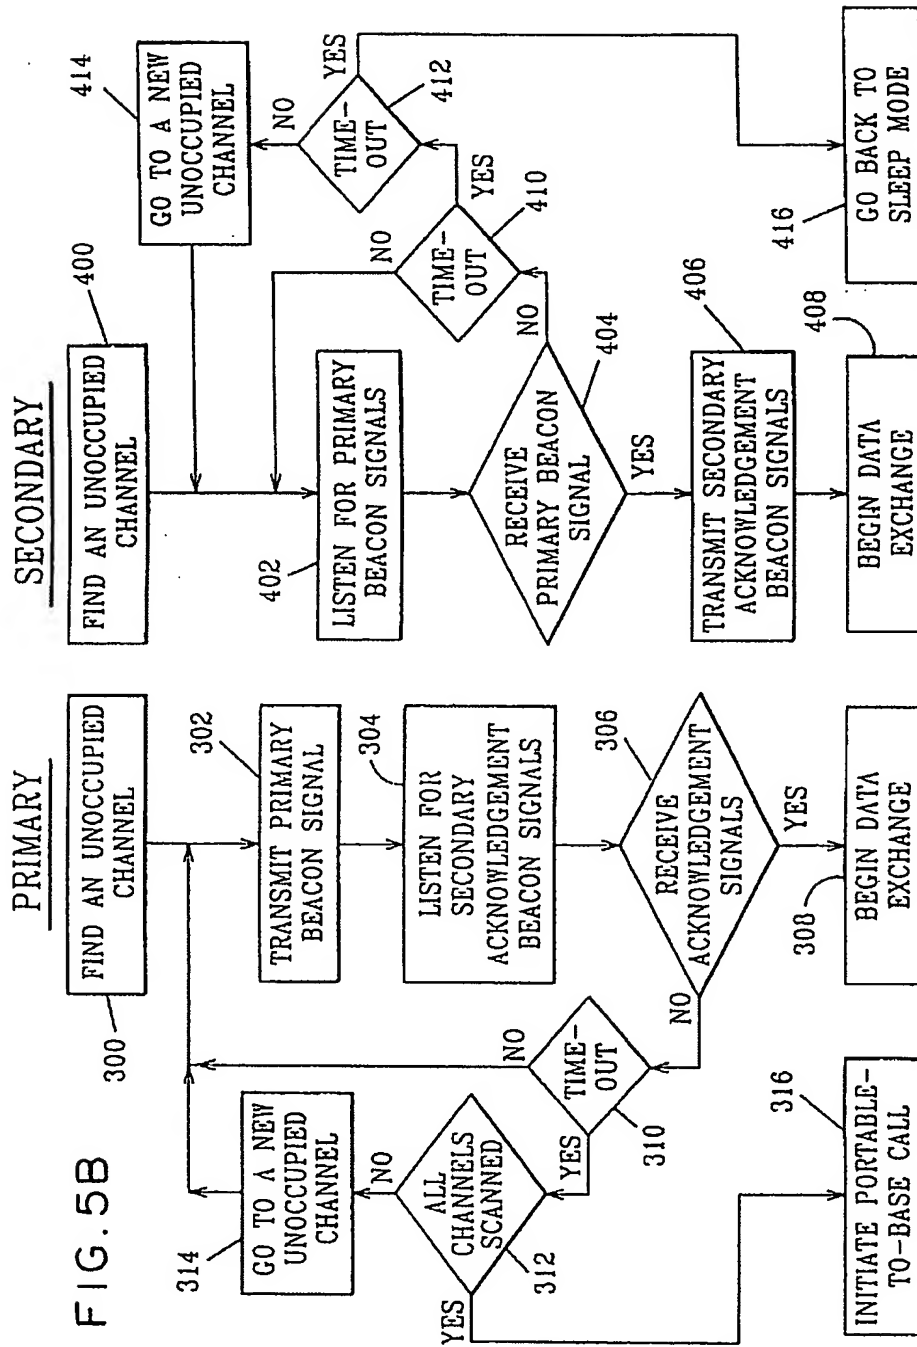 FIG.5B
PRIMARY
FIND AN UNOCCUPIED
CHANNEL
300
TRANSMIT PRIMARY
BEACON SIGNAL
302
LISTEN FOR
SECONDARY
ACKNOWLEDGEMENT
BEACON SIGNALS
304
RECEIVE
ACKNOWLEDGEMENT
SIGNALS
306
YES
NO
BEGIN DATA
EXCHANGE
308
TIME-
OUT
310
NO
YES
ALL
CHANNELS
SCANNED
312
NO
YES
GO TO A NEW
UNOCCUPIED
CHANNEL
314
INITIATE PORTABLE-
TO-BASE CALL
316
SECONDARY
FIND AN UNOCCUPIED
CHANNEL
400
LISTEN FOR PRIMARY
BEACON SIGNALS
402
RECEIVE
PRIMARY BEACON
SIGNAL
404
YES
NO
TRANSMIT SECONDARY
ACKNOWLEDGEMENT
BEACON SIGNALS
406
BEGIN DATA
EXCHANGE
408
TIME-
OUT
410
NO
YES
TIME-
OUT
412
NO
YES
GO TO A NEW
UNOCCUPIED
CHANNEL
414
GO BACK TO
SLEEP MODE
416